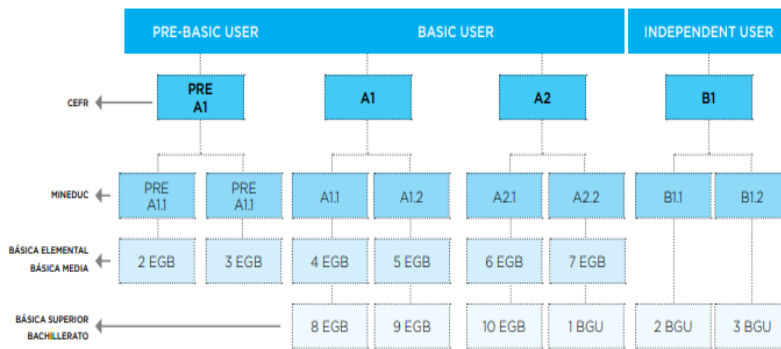 PRE-BASIC USER BASIC USER INDEPENDENT USER
CEFR
PRE
A1
A1
A2
B1
MINEDUC
PRE
A1.1
PRE
A1.1
A1.1
A1.2
A2.1
A2.2
B1.1
B1.2
BÁSICA ELEMENTAL
BÁSICA MEDIA
2 EGB
3 EGB
4 EGB
5 EGB
6 EGB
7 EGB
BÁSICA SUPERIOR
BACHILLERATO
8 EGB
9 EGB
10 EGB
1 BGU
2 BGU
3 BGU